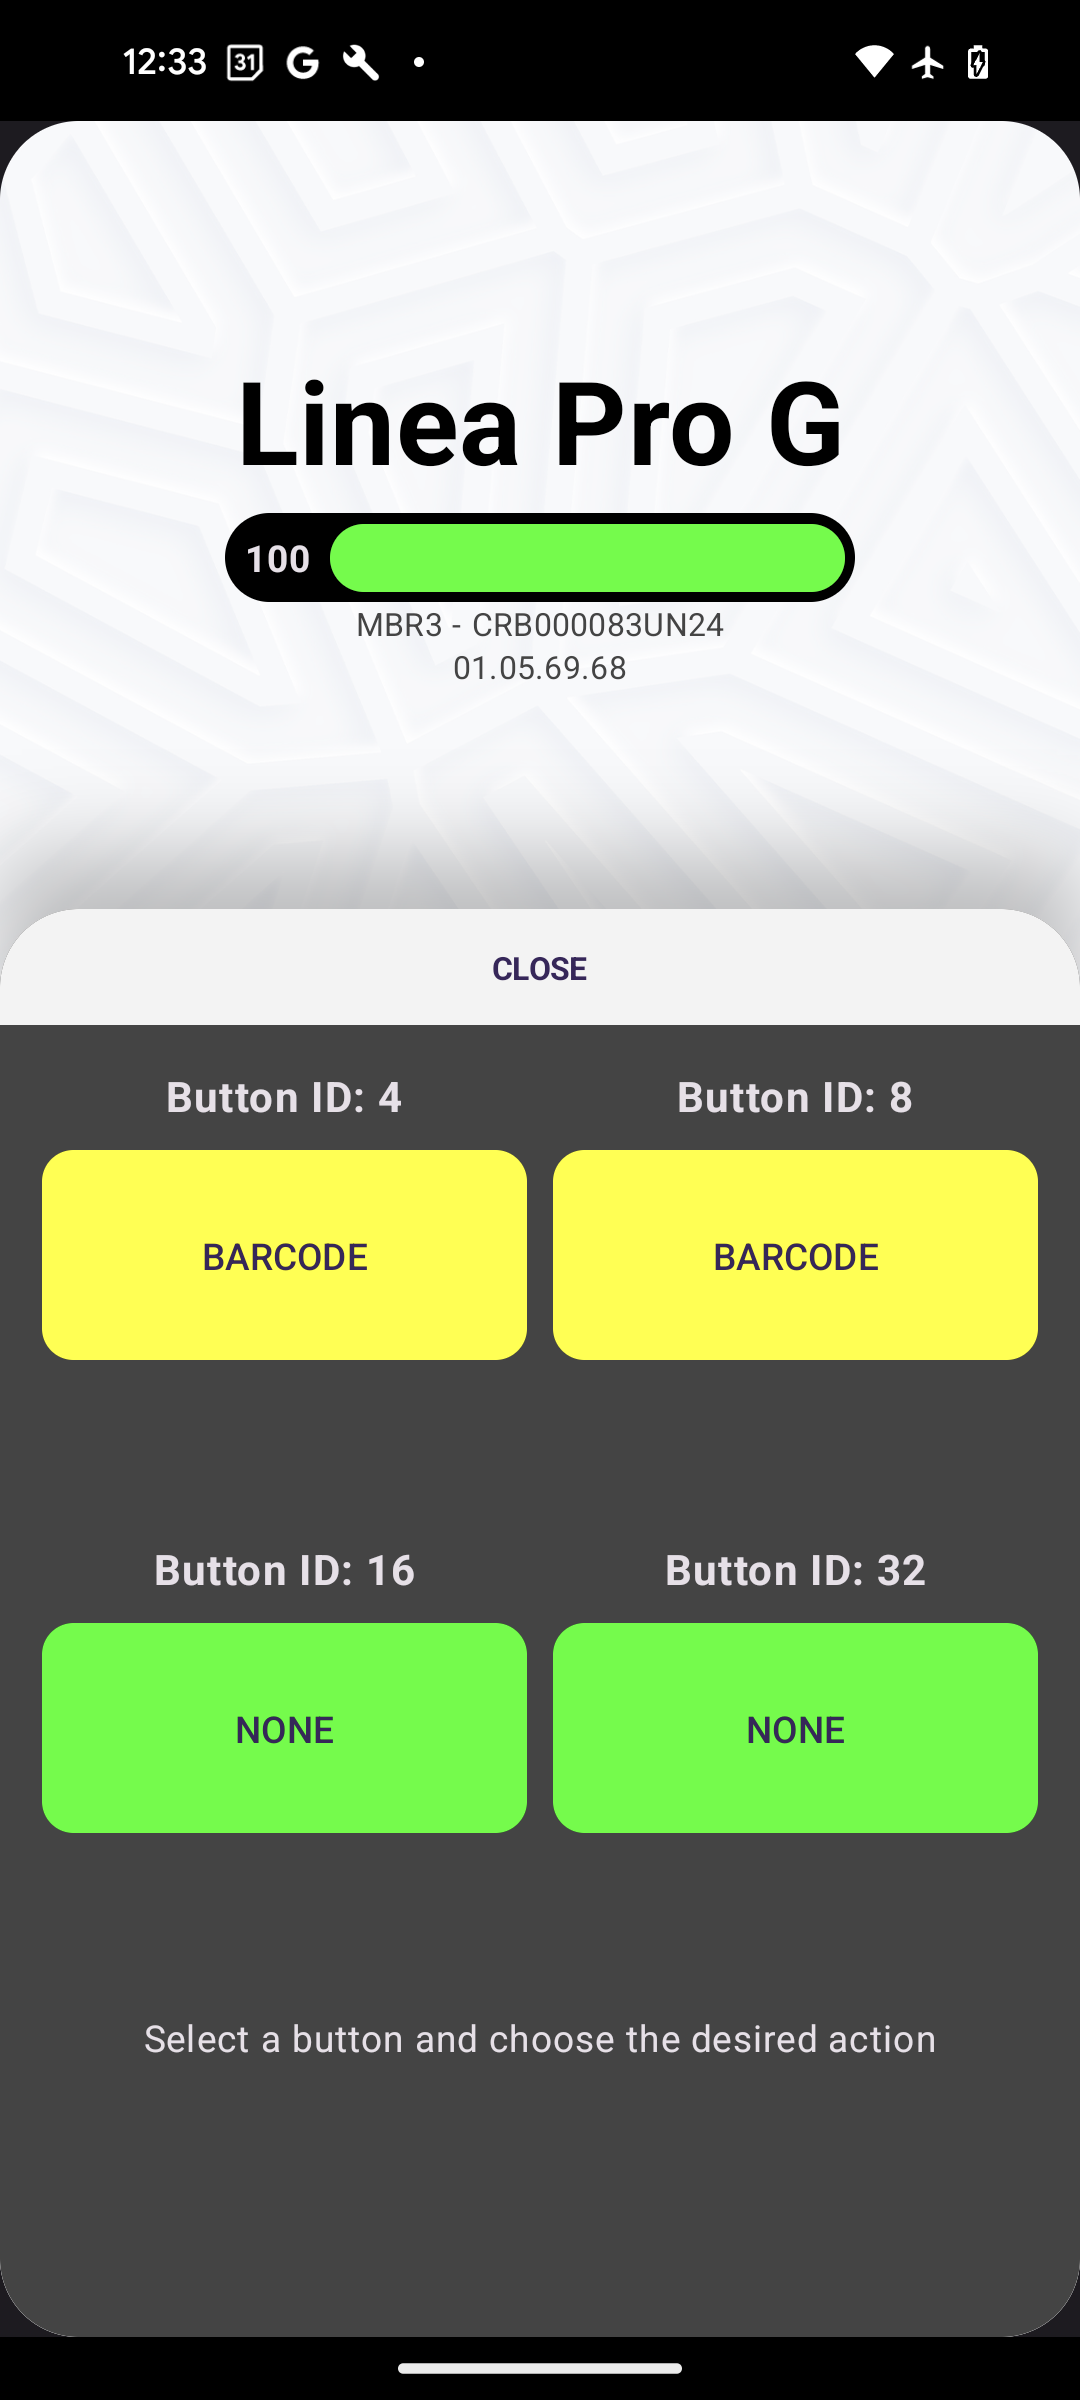 12:33
31
G
Linea Pro G
100
MBR3 - CRB000083UN24
01.05.69.68
CLOSE
Button ID: 4
Button ID: 8
BARCODE
BARCODE
Button ID: 16
Button ID: 32
NONE
NONE
Select a button and choose the desired action